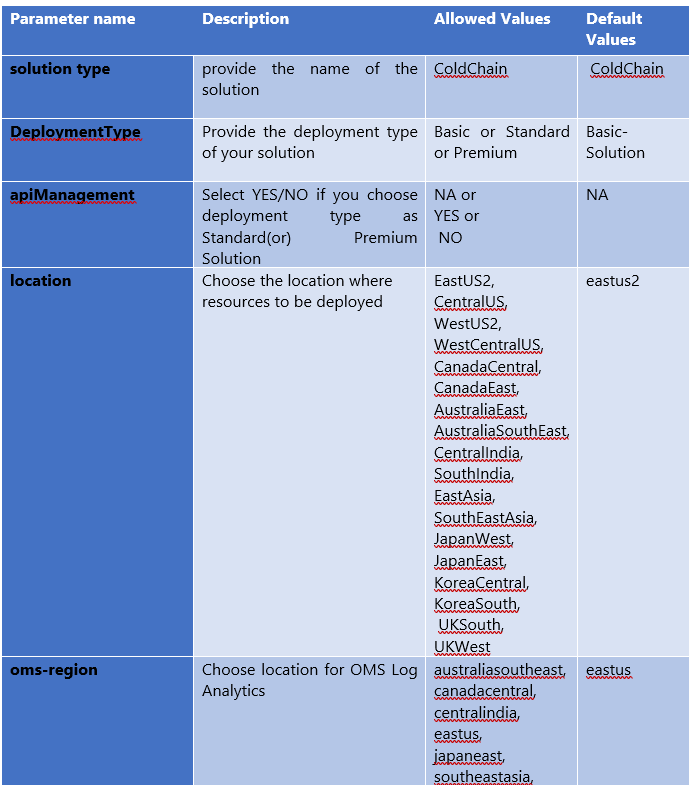 Parameter name Description Allowed Values Default
Values
solution type provide the name of the ColdChain ColdChain
solution
DeploymentType Provide the deployment type Basic or Standard Basic-
of your solution or Premium Solution
apiManagement Select YES/NO if you choose NA or NA
deployment type as YES or
Standard(or) Premium NO
Solution
location Choose the location where EastUS2, eastus2
resources to be deployed CentralUS,
WestUS2,
WestCentralUS,
CanadaCentral,
CanadaEast,
AustraliaEast,
AustraliaSouthEast,
CentralIndia,
SouthIndia,
EastAsia,
SouthEastAsia,
JapanWest,
JapanEast,
KoreaCentral,
KoreaSouth,
UKSouth,
UKWest
oms-region Choose location for OMS Log australiasoutheast, eastus
Analytics canadacentral,
centralindia,
eastus,
japaneast,
southeastasia,